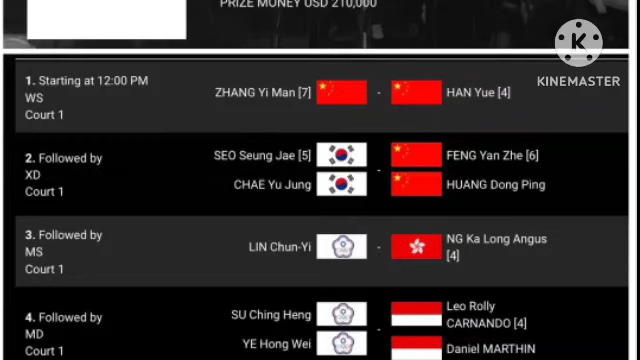 PRIZE MONEY USD 210,000
K
KINEMASTER
1. Starting at 12:00 PM
WS
Court 1
ZHANG Yi Man [7]
-
HAN Yue [4]
2. Followed by
XD
Court 1
SEO Seung Jae [5]
CHAE Yu Jung
-
FENG Yan Zhe [6]
HUANG Dong Ping
3. Followed by
MS
Court 1
LIN Chun-Yi
-
NG Ka Long Angus
[4]
4. Followed by
MD
Court 1
SU Ching Heng
YE Hong Wei
-
Leo Rolly
CARNANDO [4]
Daniel MARTHIN